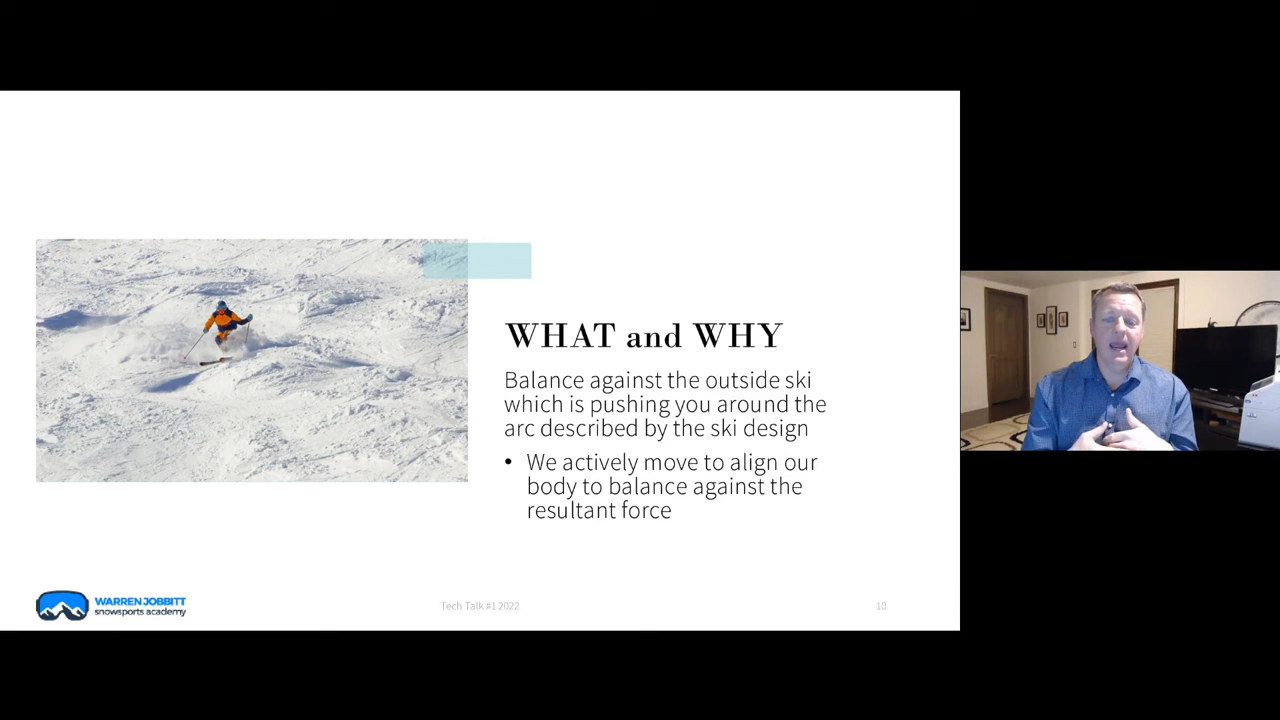 WHAT and WHY
Balance against the outside ski
which is pushing you around the
arc described by the ski design
• We actively move to align our
body to balance against the
resultant force
WARREN JOBBITT
snowsports academy
Tech Talk #1 2022
10